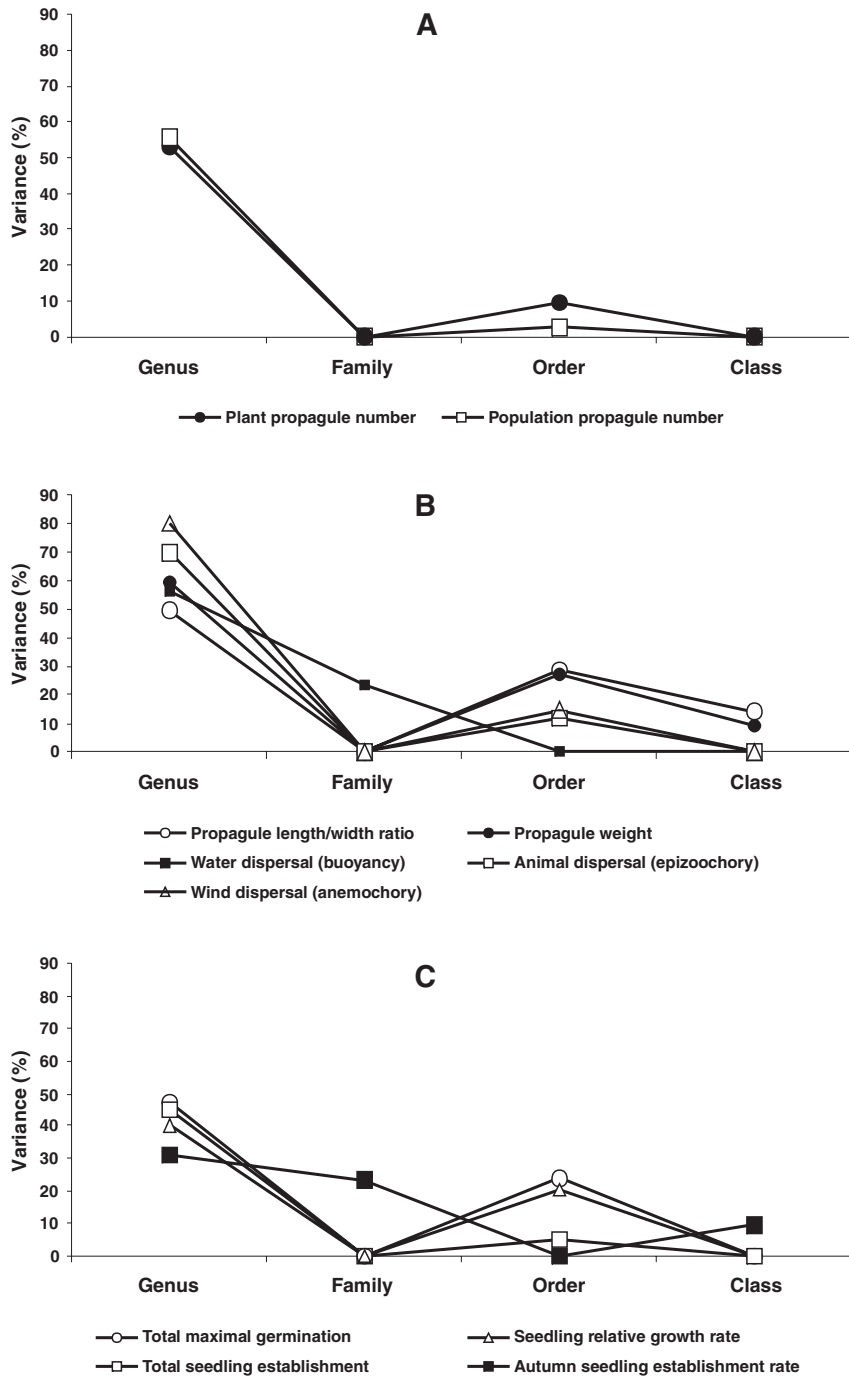 A
Variance (%)
90
80
70
60
50
40
30
20
10
0
Genus Family Order Class
Plant propagule number Population propagule number
B
Variance (%)
90
80
70
60
50
40
30
20
10
0
Genus Family Order Class
Propagule length/width ratio Propagule weight
Water dispersal (buoyancy) Animal dispersal (epizoochory)
Wind dispersal (anemochory)
C
Variance (%)
90
80
70
60
50
40
30
20
10
0
Genus Family Order Class
Total maximal germination Seedling relative growth rate
Total seedling establishment Autumn seedling establishment rate